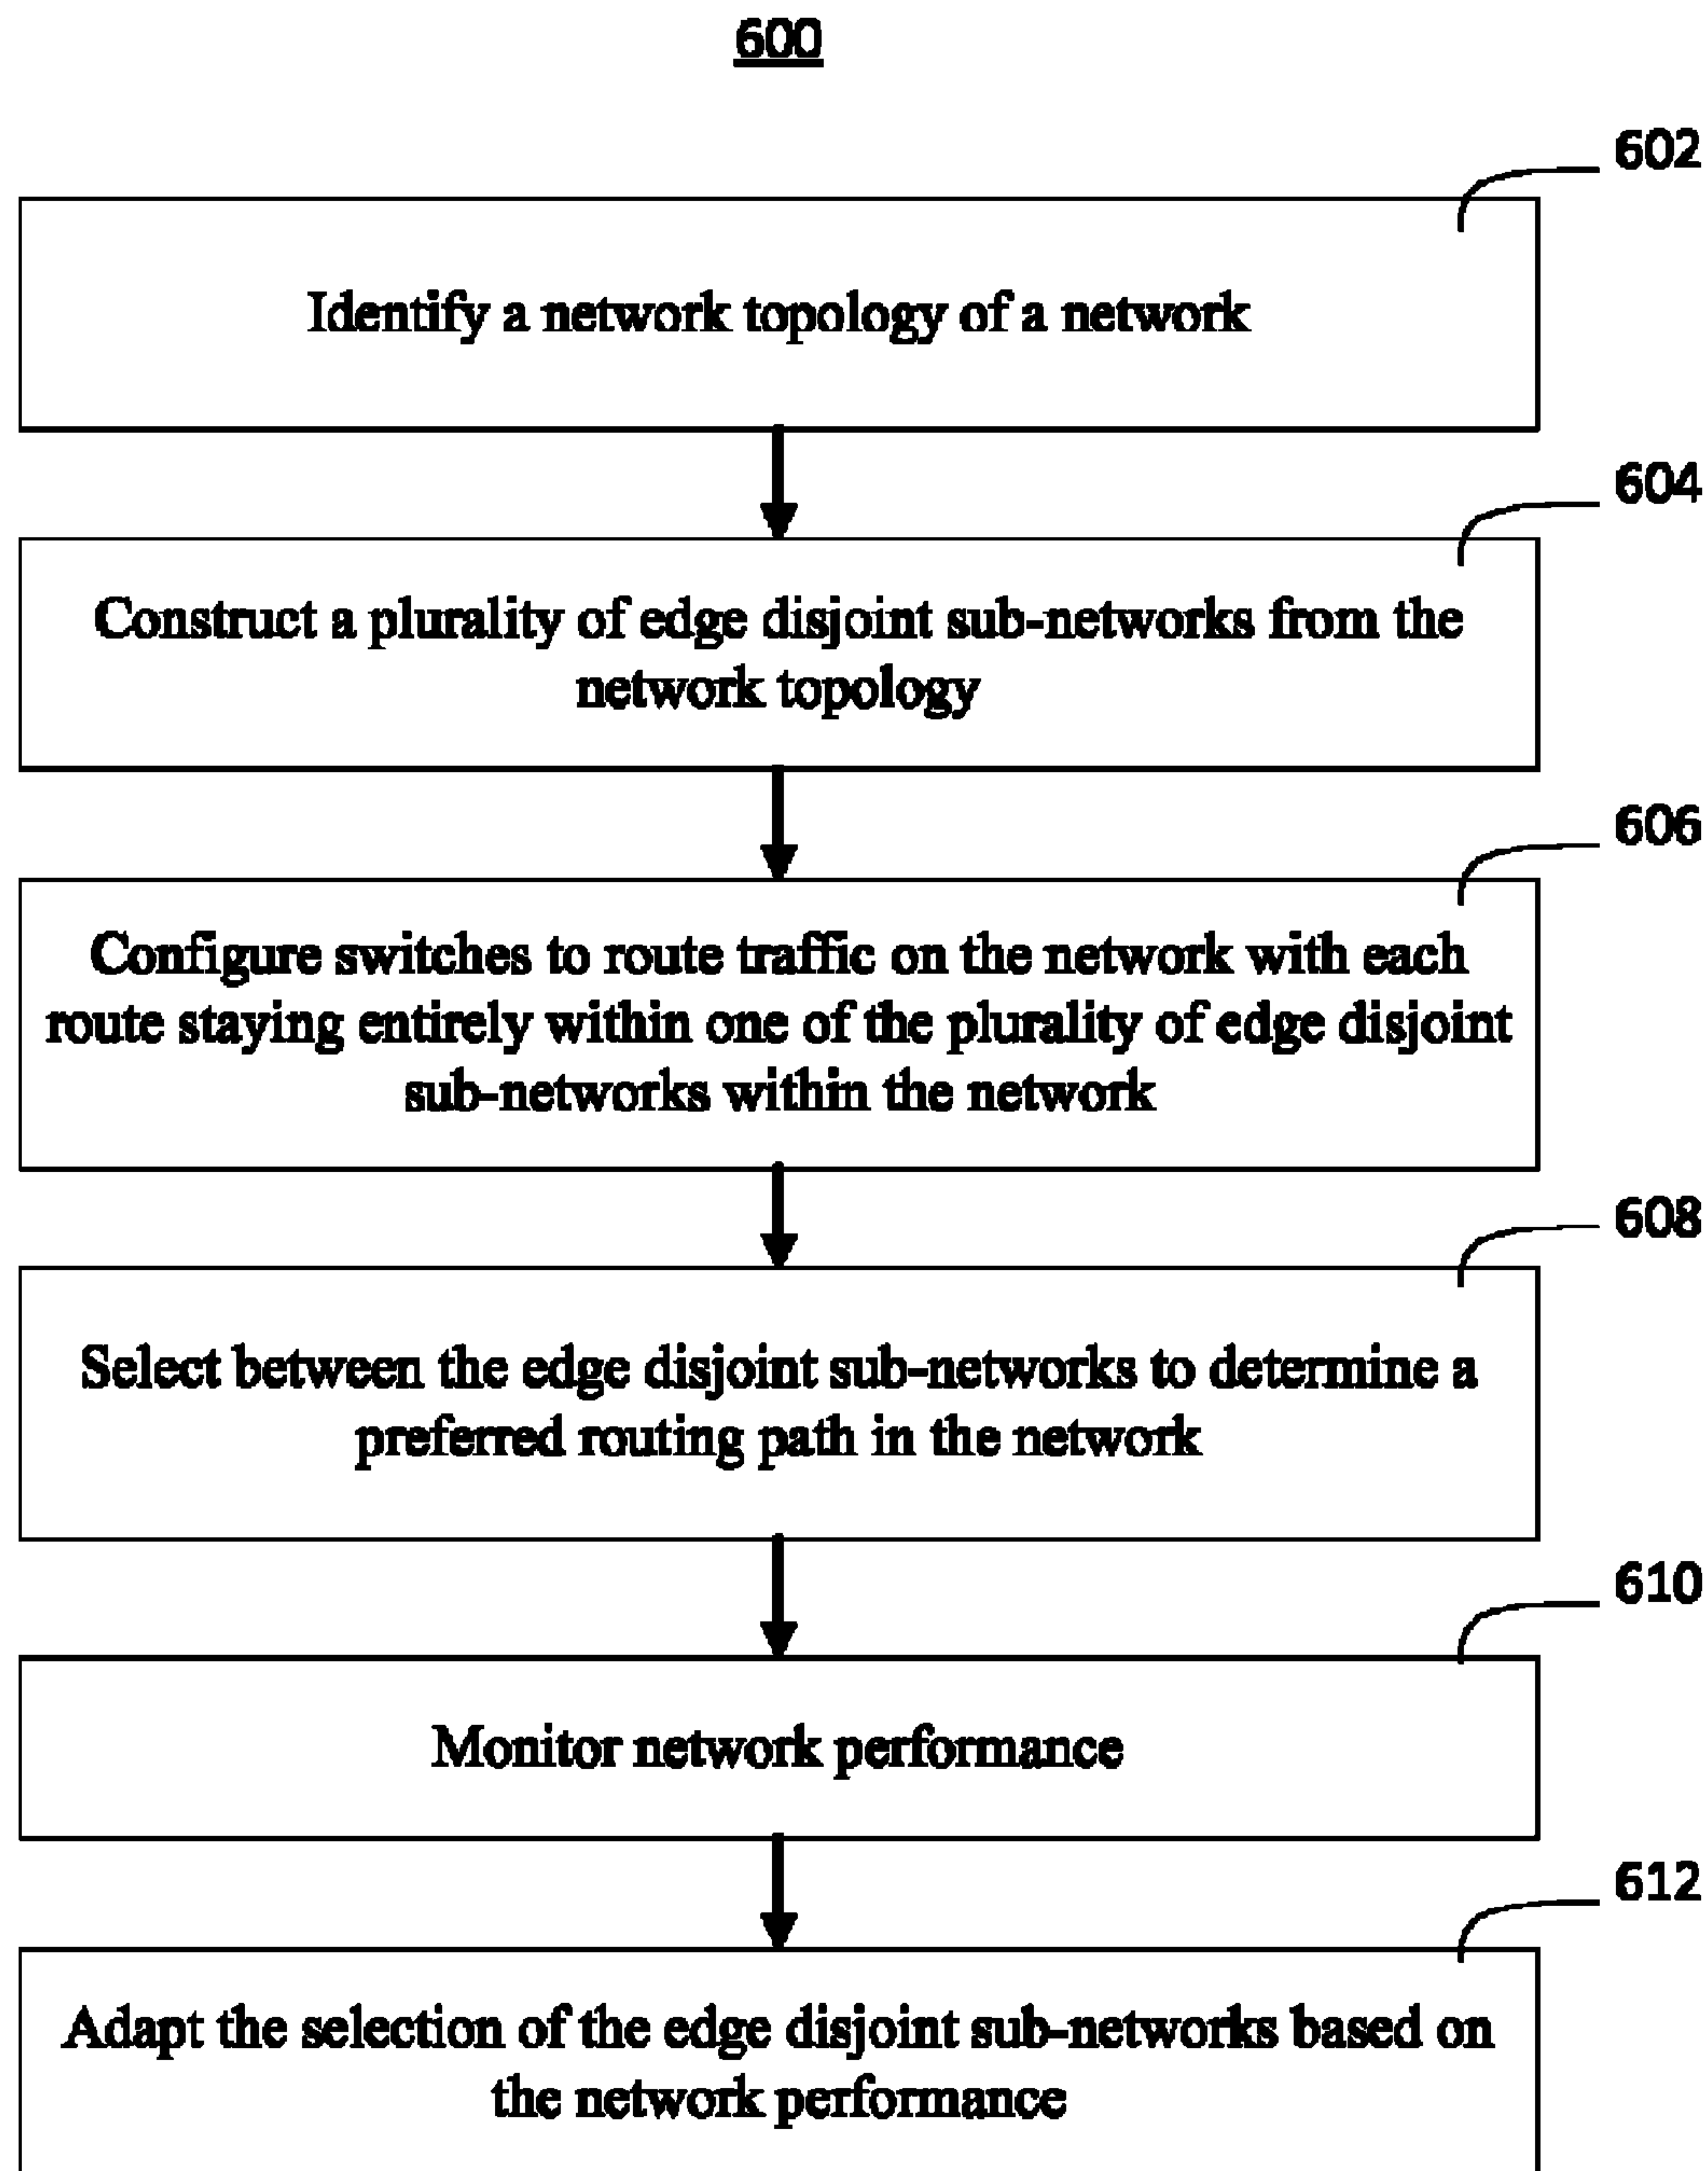 600
602
Identify a network topology of a network
604
Construct a plurality of edge disjoint sub-networks from the
network topology
606
Configure switches to route traffic on the network with each
route staying entirely within one of the plurality of edge disjoint
sub-networks within the network
608
Select between the edge disjoint sub-networks to determine a
preferred routing path in the network
610
Monitor network performance
612
Adapt the selection of the edge disjoint sub-networks based on
the network performance